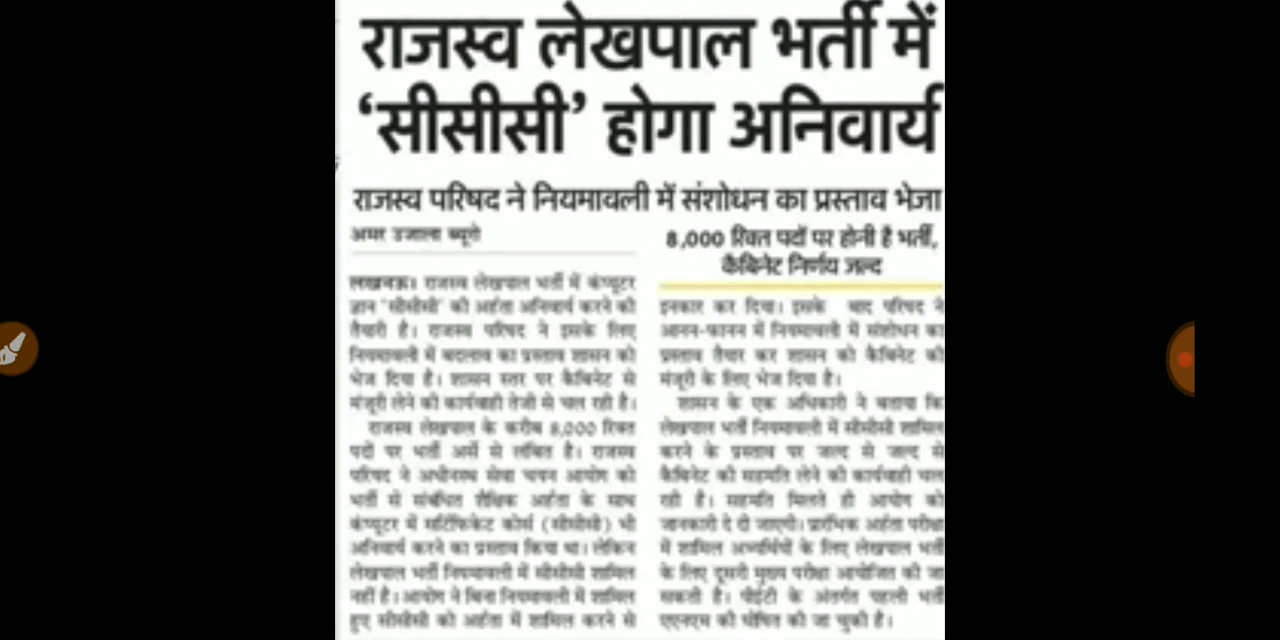 राजस्व लेखपाल भर्ती में
‘सीसीसी’ होगा अनिवार्य
राजस्व परिषद ने नियमावली में संशोधन का प्रस्ताव भेजा
अमर उजाला ब्यूरो
लखनऊ। राजस्व लेखपाल भर्ती में कंप्यूटर
ज्ञान ‘सीसीसी’ की अर्हता अनिवार्य करने की
तैयारी है। राजस्व परिषद ने इसके लिए
नियमावली में बदलाव का प्रस्ताव शासन को
भेज दिया है। शासन स्तर पर कैबिनेट से
मंजूरी लेने की कार्यवाही तेजी से चल रही है।
राजस्व लेखपाल के करीब 8,000 रिक्त
पदों पर भर्ती अर्से से लंबित है। राजस्व
परिषद ने अधीनस्थ सेवा चयन आयोग को
भर्ती से संबंधित शैक्षिक अर्हता के साथ
कंप्यूटर में सर्टिफिकेट कोर्स (सीसीसी) भी
अनिवार्य करने का प्रस्ताव किया था। लेकिन
लेखपाल भर्ती नियमावली में सीसीसी शामिल
नहीं है। आयोग ने बिना नियमावली में शामिल
हुए सीसीसी को अर्हता में शामिल करने से
8,000 रिक्त पदों पर होनी है भर्ती,
कैबिनेट निर्णय जल्द
इनकार कर दिया। इसके बाद परिषद ने
आनन-फानन में नियमावली में संशोधन का
प्रस्ताव तैयार कर शासन को कैबिनेट की
मंजूरी के लिए भेज दिया है।
शासन के एक अधिकारी ने बताया कि
लेखपाल भर्ती नियमावली में सीसीसी शामिल
करने के प्रस्ताव पर जल्द से जल्द से
कैबिनेट की सहमति लेने की कार्यवाही चल
रही है। सहमति मिलते ही आयोग को
जानकारी दे दी जाएगी। प्रारंभिक अर्हता परीक्षा
में शामिल अभ्यर्थियों के लिए लेखपाल भर्ती
के लिए दूसरी मुख्य परीक्षा आयोजित की जा
सकती है। पीईटी के अंतर्गत पहली भर्ती
एएनएम की घोषित की जा चुकी है।